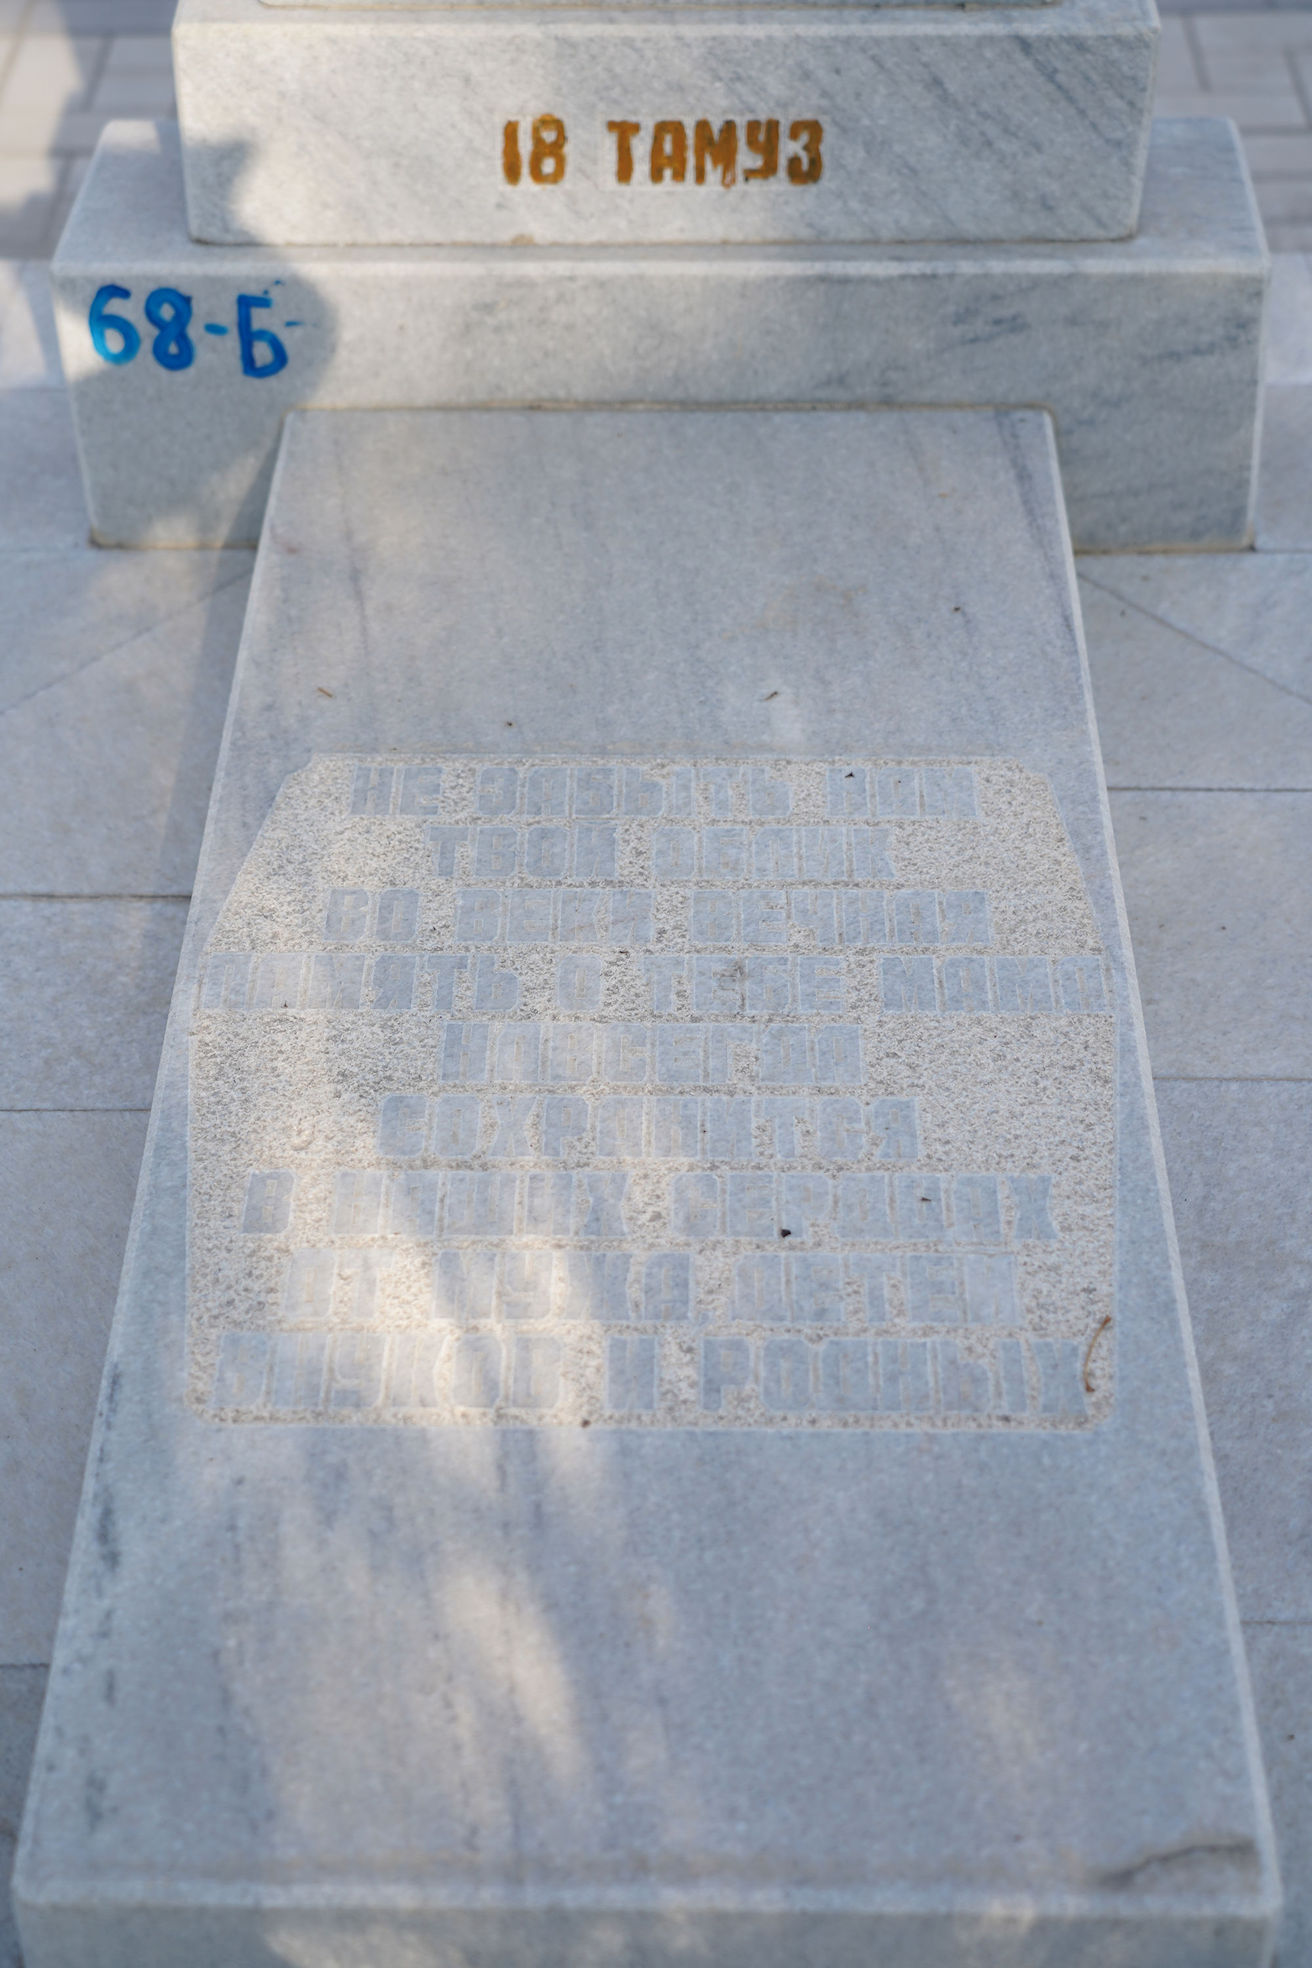 18 ТАМУЗ
68-Б
НЕ ЗАБЫТЬ НАМ
ТВОЙ ОБЛИК
ВО ВЕКИ ВЕЧНАЯ
ПАМЯТЬ О ТЕБЕ МАМА
НАВСЕГДА
СОХРАНИТСЯ
В НАШИХ СЕРДЦАХ
ОТ МУЖА, ДЕТЕЙ
ВНУКОВ И РОДНЫХ